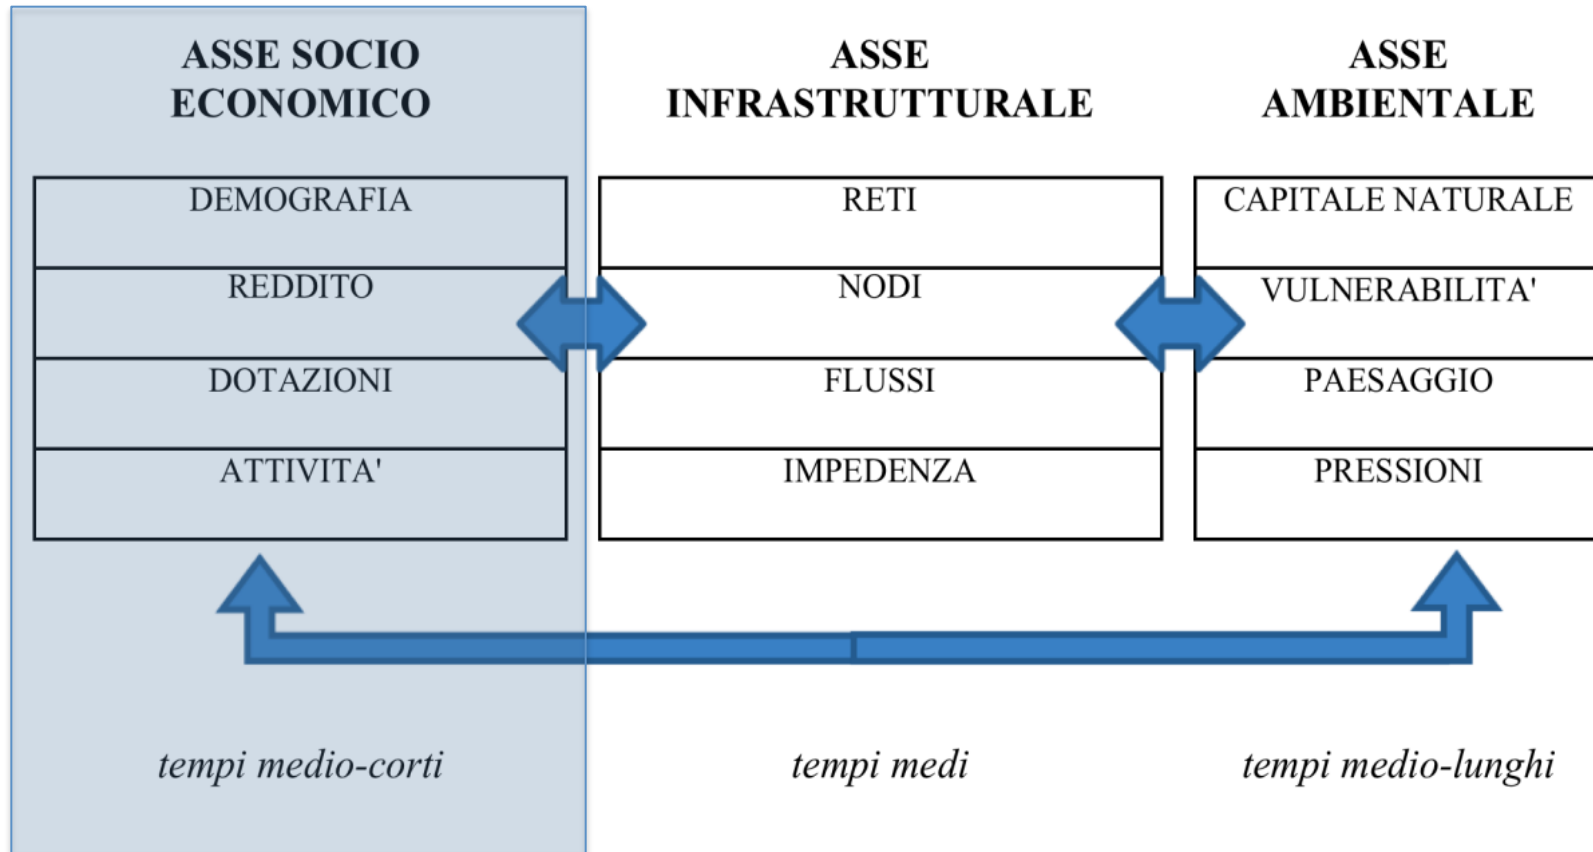 ASSE SOCIO
ECONOMICO
DEMOGRAFIA
REDDITO
DOTAZIONI
ATTIVITA'
tempi medio-corti
ASSE
INFRASTRUTTURALE
RETI
NODI
FLUSSI
IMPEDENZA
tempi medi
ASSE
AMBIENTALE
CAPITALE NATURALE
VULNERABILITA'
PAESAGGIO
PRESSIONI
tempi medio-lunghi